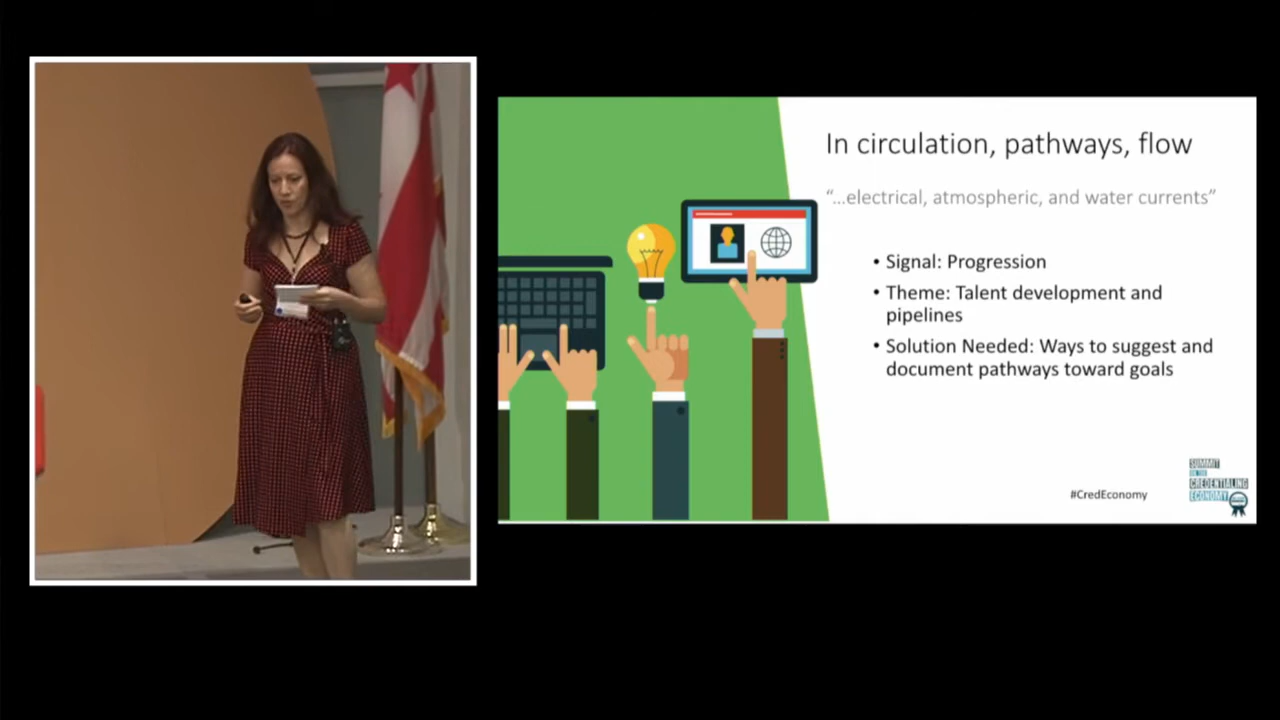 In circulation, pathways, flow
“…electrical, atmospheric, and water currents”
• Signal: Progression
• Theme: Talent development and
pipelines
• Solution Needed: Ways to suggest and
document pathways toward goals
#CredEconomy
SUMMIT
ON THE
CREDENTIALING
ECONOMY